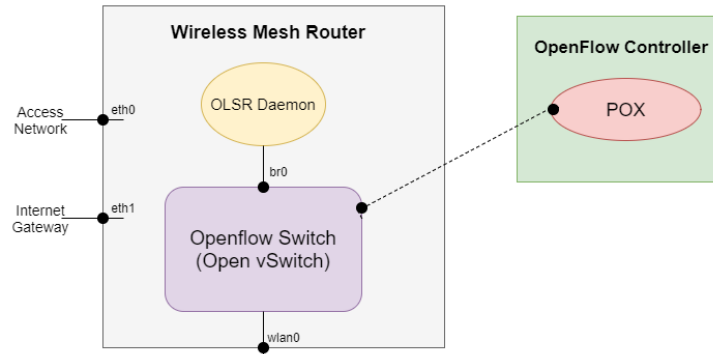 Wireless Mesh Router
OpenFlow Controller
OLSR Daemon
POX
Access
Network
eth0
br0
Internet
Gateway
eth1
Openflow Switch
(Open vSwitch)
wlan0